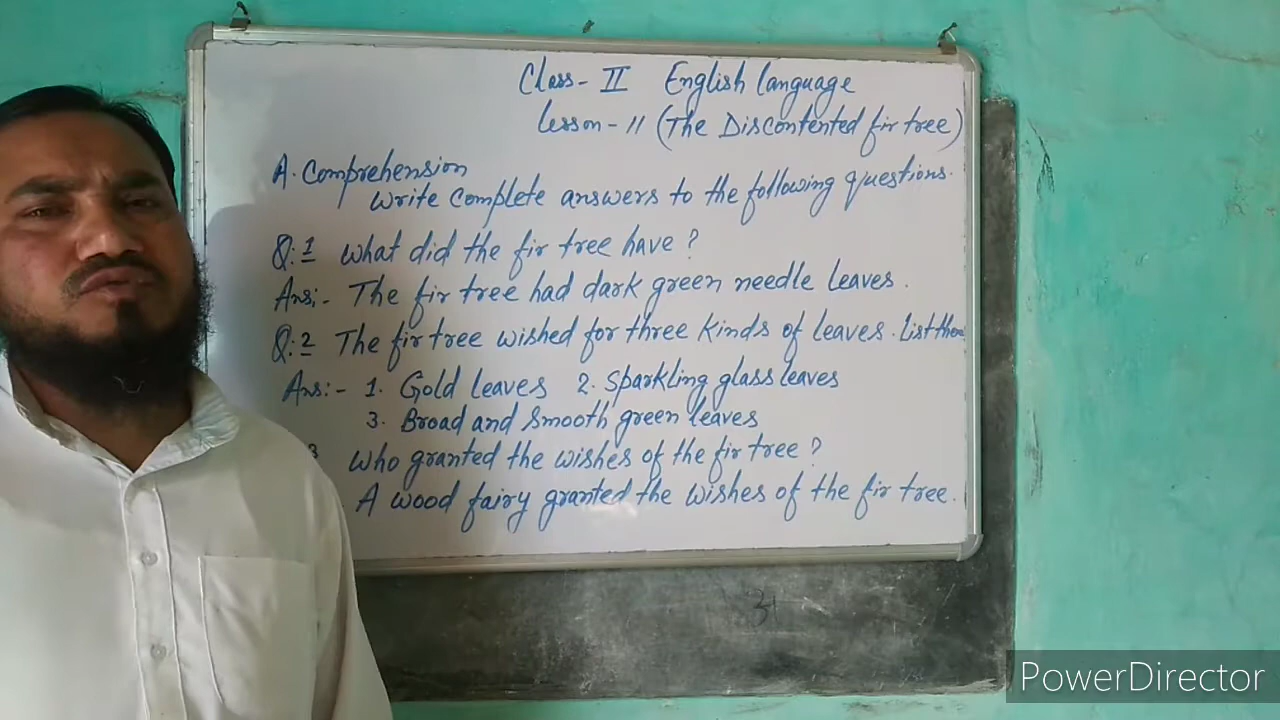 Class- II English Language
Lesson-11 (The Discontented fir tree)
A. Comprehension
Write complete answers to the following questions.
Q:1 What did the fir tree have?
Ans:- The fir tree had dark green needle leaves.
Q:2 The fir tree wished for three kinds of leaves. List them
Ans:- 1. Gold leaves 2. Sparkling glass leaves
3. Broad and smooth green leaves
3 Who granted the wishes of the fir tree?
A wood fairy granted the wishes of the fir tree.
PowerDirector